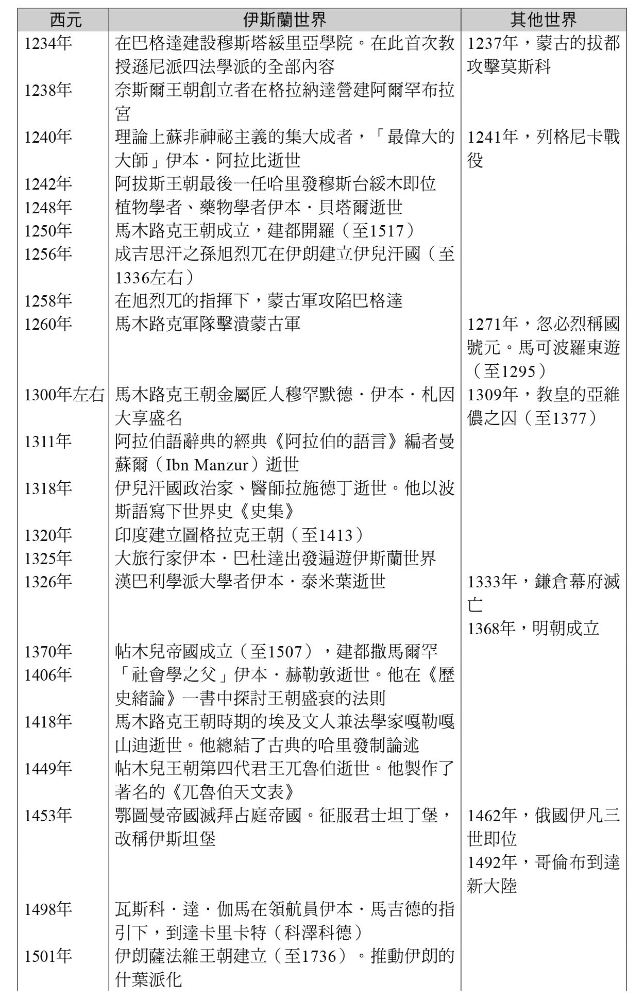 西元 伊斯蘭世界 其他世界
1234年 在巴格達建設穆斯塔綏里亞學院。在此首次教 1237年，蒙古的拔都
授遜尼派四法學派的全部內容 攻擊莫斯科
1238年 奈斯爾王朝創立者在格拉納達營建阿爾罕布拉
宮
1240年 理論上蘇非神祕主義的集大成者，「最偉大的 1241年，列格尼卡戰
大師」伊本．阿拉比逝世 役
1242年 阿拔斯王朝最後一任哈里發穆斯台綏木即位
1248年 植物學者、藥物學者伊本．貝塔爾逝世
1250年 馬木路克王朝成立，建都開羅（至1517）
1256年 成吉思汗之孫旭烈兀在伊朗建立伊兒汗國（至
1336左右）
1258年 在旭烈兀的指揮下，蒙古軍攻陷巴格達
1260年 馬木路克軍隊擊潰蒙古軍 1271年，忽必烈稱國
號元。馬可波羅東遊
（至1295）
1300年左右 馬木路克王朝金屬匠人穆罕默德．伊本．札因 1309年，教皇的亞維
大享盛名 儂之囚（至1377）
1311年 阿拉伯語辭典的經典《阿拉伯的語言》編者曼
蘇爾（Ibn Manzur）逝世
1318年 伊兒汗國政治家、醫師拉施德丁逝世。他以波
斯語寫下世界史《史集》
1320年 印度建立圖格拉克王朝（至1413）
1325年 大旅行家伊本．巴杜達出發遍遊伊斯蘭世界
1326年 漢巴利學派大學者伊本．泰米葉逝世 1333年，鎌倉幕府滅
亡
1368年，明朝成立
1370年 帖木兒帝國成立（至1507），建都撒馬爾罕
1406年 「社會學之父」伊本．赫勒敦逝世。他在《歷
史緒論》一書中探討王朝盛衰的法則
1418年 馬木路克王朝時期的埃及文人兼法學家嘎勒嘎
山迪逝世。他總結了古典的哈里發制論述
1449年 帖木兒王朝第四代君王兀魯伯逝世。他製作了
著名的《兀魯伯天文表》
1453年 鄂圖曼帝國滅拜占庭帝國。征服君士坦丁堡， 1462年，俄國伊凡三
改稱伊斯坦堡 世即位
1492年，哥倫布到達
新大陸
1498年 瓦斯科．達．伽馬在領航員伊本．馬吉德的指
引下，到達卡里卡特（科澤科德）
1501年 伊朗薩法維王朝建立（至1736）。推動伊朗的
什葉派化